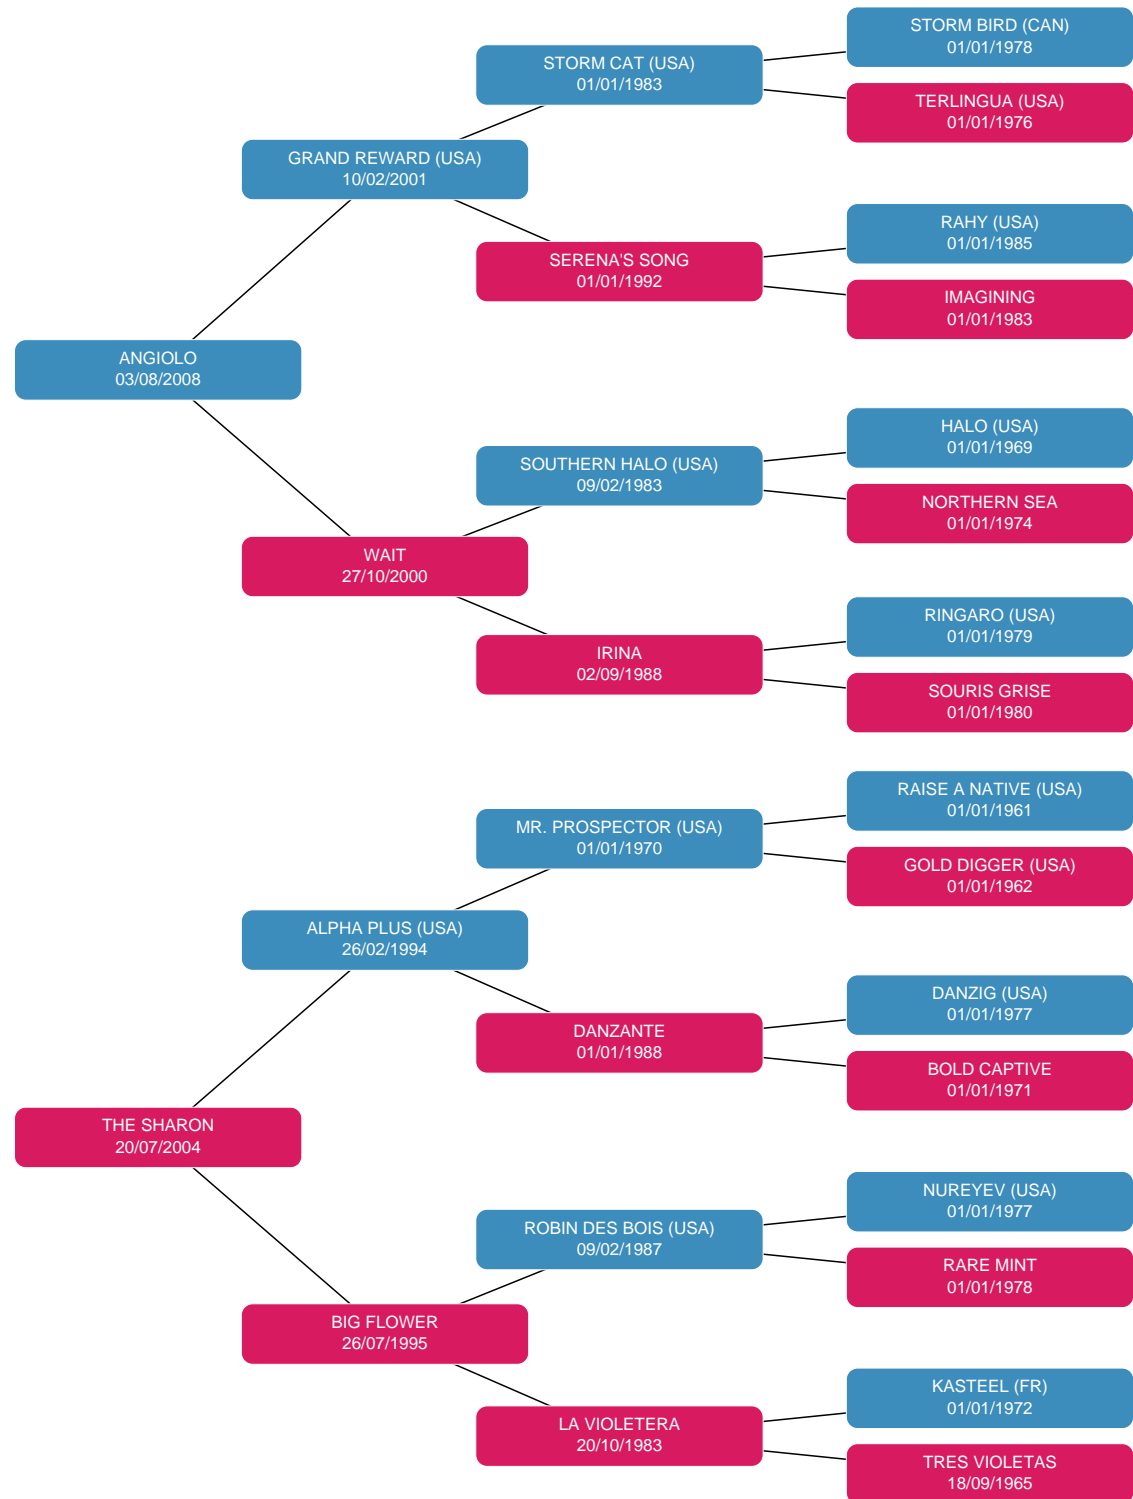 STORM BIRD (CAN)
01/01/1978
STORM CAT (USA)
01/01/1983
TERLINGUA (USA)
01/01/1976
GRAND REWARD (USA)
10/02/2001
RAHY (USA)
01/01/1985
SERENA'S SONG
01/01/1992
IMAGINING
01/01/1983
ANGIOLO
03/08/2008
HALO (USA)
01/01/1969
SOUTHERN HALO (USA)
09/02/1983
NORTHERN SEA
01/01/1974
WAIT
27/10/2000
RINGARO (USA)
01/01/1979
IRINA
02/09/1988
SOURIS GRISE
01/01/1980
RAISE A NATIVE (USA)
01/01/1961
MR. PROSPECTOR (USA)
01/01/1970
GOLD DIGGER (USA)
01/01/1962
ALPHA PLUS (USA)
26/02/1994
DANZIG (USA)
01/01/1977
DANZANTE
01/01/1988
BOLD CAPTIVE
01/01/1971
THE SHARON
20/07/2004
NUREYEV (USA)
01/01/1977
ROBIN DES BOIS (USA)
09/02/1987
RARE MINT
01/01/1978
BIG FLOWER
26/07/1995
KASTEEL (FR)
01/01/1972
LA VIOLETERA
20/10/1983
TRES VIOLETAS
18/09/1965